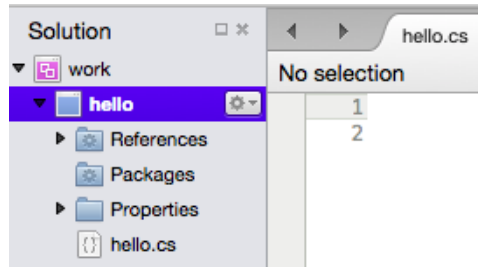 Solution
work
hello
References
Packages
Properties
hello.cs
hello.cs
No selection
1
2